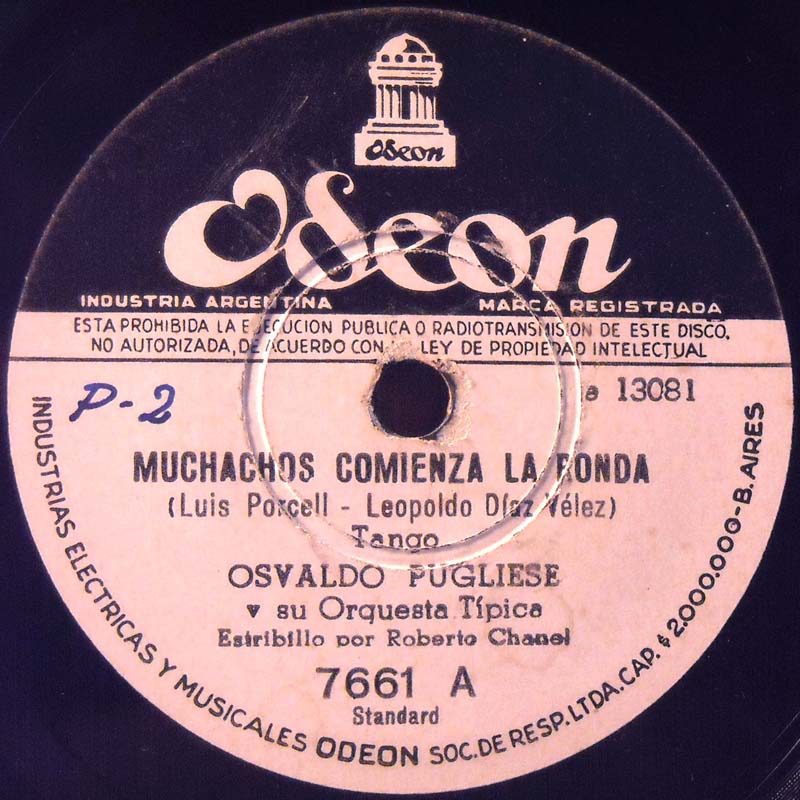 Odeon
Odeon
INDUSTRIA ARGENTINA MARCA REGISTRADA
ESTA PROHIBIDA LA EJECUCION PUBLICA O RADIOTRANSMISION DE ESTE DISCO,
NO AUTORIZADA, DE ACUERDO CON LEY DE PROPIEDAD INTELECTUAL
P-2
13081
MUCHACHOS COMIENZA LA RONDA
(Luis Porcell - Leopoldo Díaz Vélez)
Tango
OSVALDO PUGLIESE
y su Orquesta Típica
Estribillo por Roberto Chanel
7661 A
Standard
INDUSTRIAS ELECTRICAS Y MUSICALES ODEON SOC. DE RESP. LTDA. CAP. $2.000.000-B. AIRES